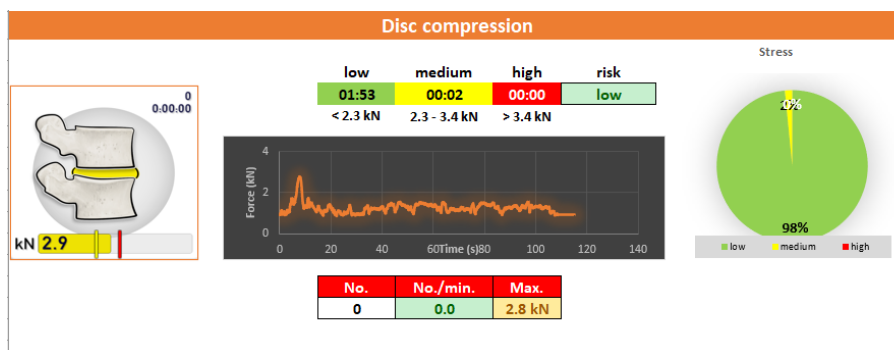 Disc compression
0
0:00:00
kN 2.9
low medium high risk
01:53 00:02 00:00 low
< 2.3 kN 2.3 - 3.4 kN > 3.4 kN
Force (kN)
4
2
0
0 20 40 60 80 100 120 140
Time (s)
No. No./min. Max.
0 0.0 2.8 kN
Stress
0%
98%
low medium high